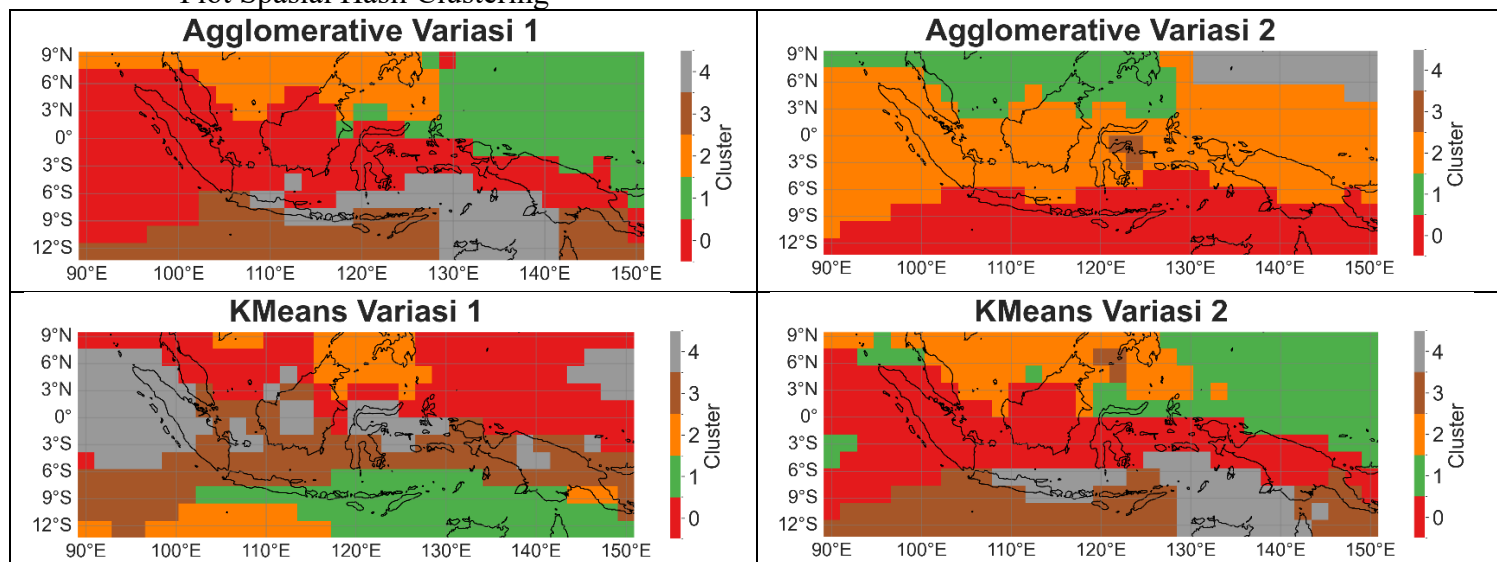 Plot Spasial Hasil Clustering
Agglomerative Variasi 1
9°N
6°N
3°N
0°
3°S
6°S
9°S
12°S
90°E 100°E 110°E 120°E 130°E 140°E 150°E
4
3
2
1
0
Cluster
Agglomerative Variasi 2
9°N
6°N
3°N
0°
3°S
6°S
9°S
12°S
90°E 100°E 110°E 120°E 130°E 140°E 150°E
4
3
2
1
0
Cluster
KMeans Variasi 1
9°N
6°N
3°N
0°
3°S
6°S
9°S
12°S
90°E 100°E 110°E 120°E 130°E 140°E 150°E
4
3
2
1
0
Cluster
KMeans Variasi 2
9°N
6°N
3°N
0°
3°S
6°S
9°S
12°S
90°E 100°E 110°E 120°E 130°E 140°E 150°E
4
3
2
1
0
Cluster